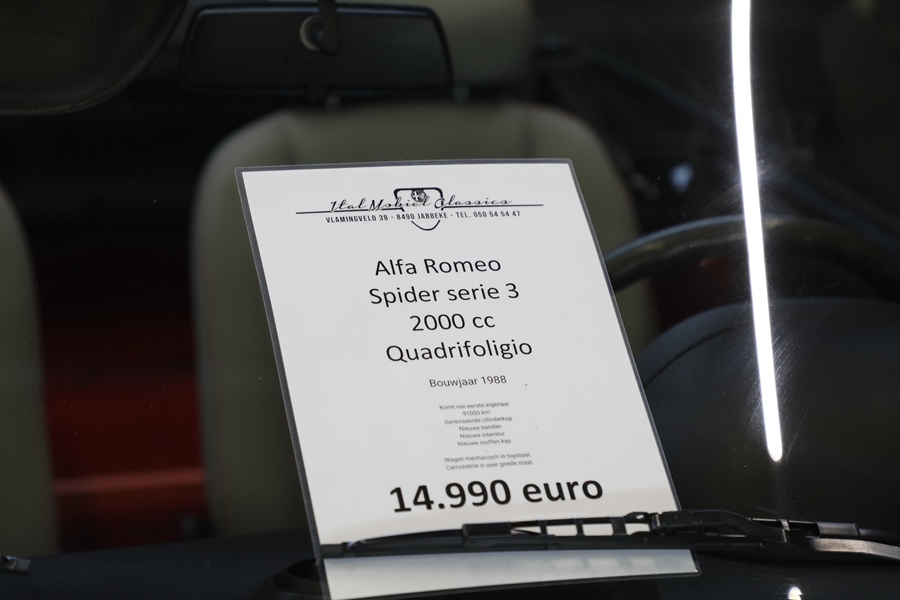 Ital Mobiel Classics
VLAMINGVELD 38 - 8490 JABBEKE - TEL. 050 54 54 47
Alfa Romeo
Spider serie 3
2000 cc
Quadrifoligio
Bouwjaar 1988
Komt van eerste eigenaar
91000 km
Gereviseerde cilinderkop
Nieuwe banden
Nieuwe interieur
Nieuwe stoffen kap
Wagen mechanisch in topstaat.
Carrosserie in zeer goede staat.
14.990 euro